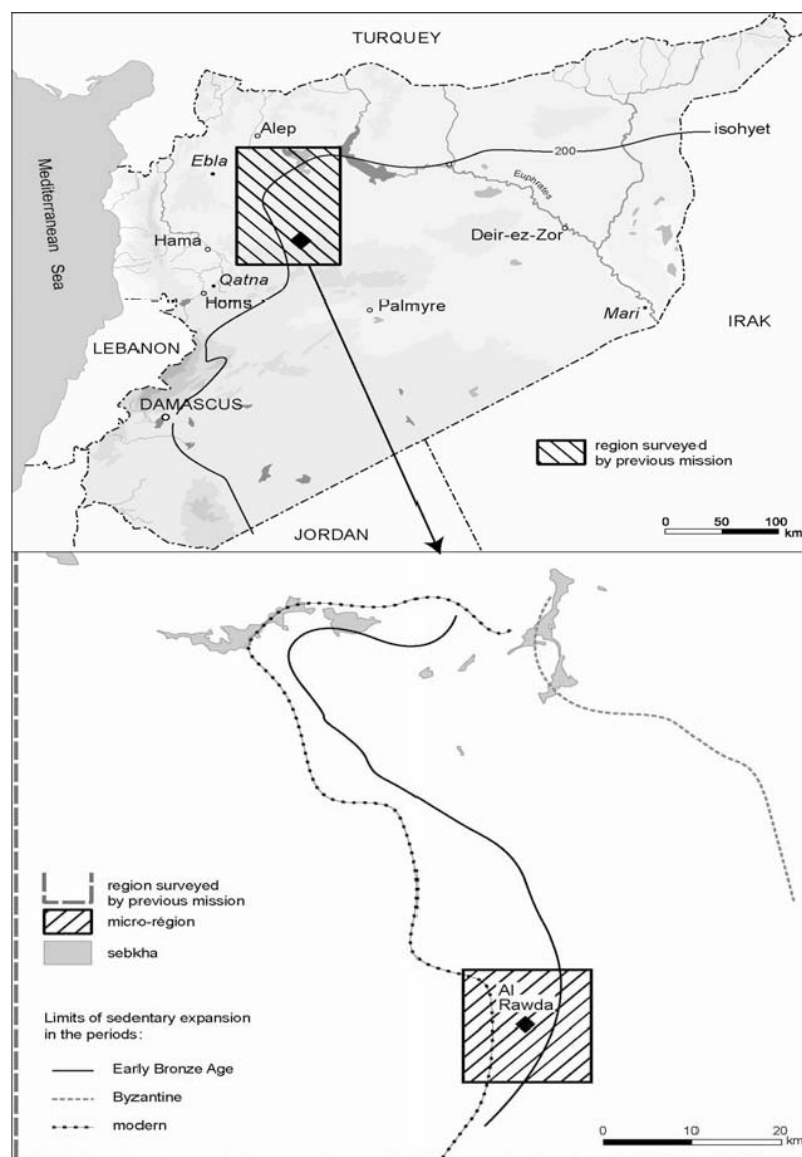 TURQUEY
Alep
isohyet
200
Ebla
Mediterranean Sea
Euphrates
Hama
Deir-ez-Zor
Qatna
Homs
Palmyre
Mari
IRAK
LEBANON
DAMASCUS
region surveyed
by previous mission
JORDAN
0 50 100
km
region surveyed
by previous mission
micro-région
sebkha
Al
Rawda
Limits of sedentary expansion
in the periods:
Early Bronze Age
Byzantine
modern
0 10 20
km